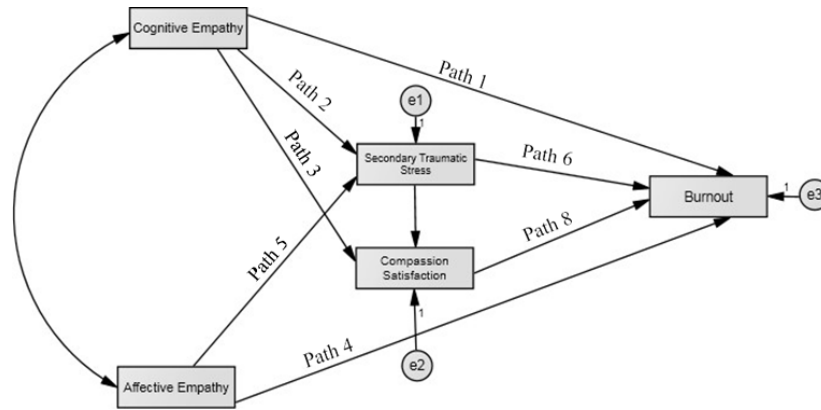 Cognitive Empathy
Path 1
Path 2
Path 3
e1
1
Secondary Traumatic
Stress
Path 6
Burnout
1
e3
Path 5
Compassion
Satisfaction
Path 8
1
Path 4
e2
Affective Empathy